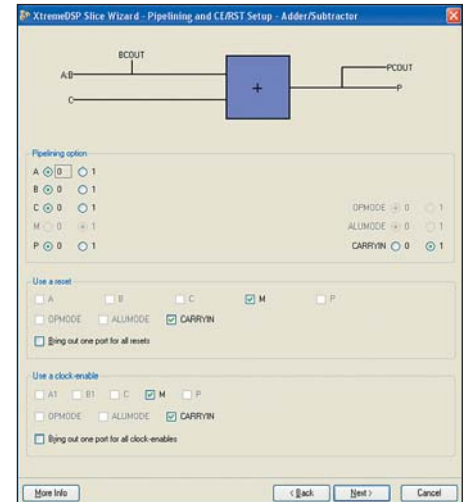 XtremeDSP Slice Wizard - Pipelining and CE/RST Setup - Adder/Subtractor
BCOUT
PCOUT
A:B
+
P
C
Pipelining option
A 0 1
B 0 1
C 0 1 OPMODE 0 1
M 0 1 ALUMODE 0 1
P 0 1 CARRYIN 0 1
Use a reset
A B C M P
OPMODE ALUMODE CARRYIN
Bring out one port for all resets
Use a clock-enable
A1 B1 C M P
OPMODE ALUMODE CARRYIN
Bring out one port for all clock-enables
More Info < Back Next > Cancel